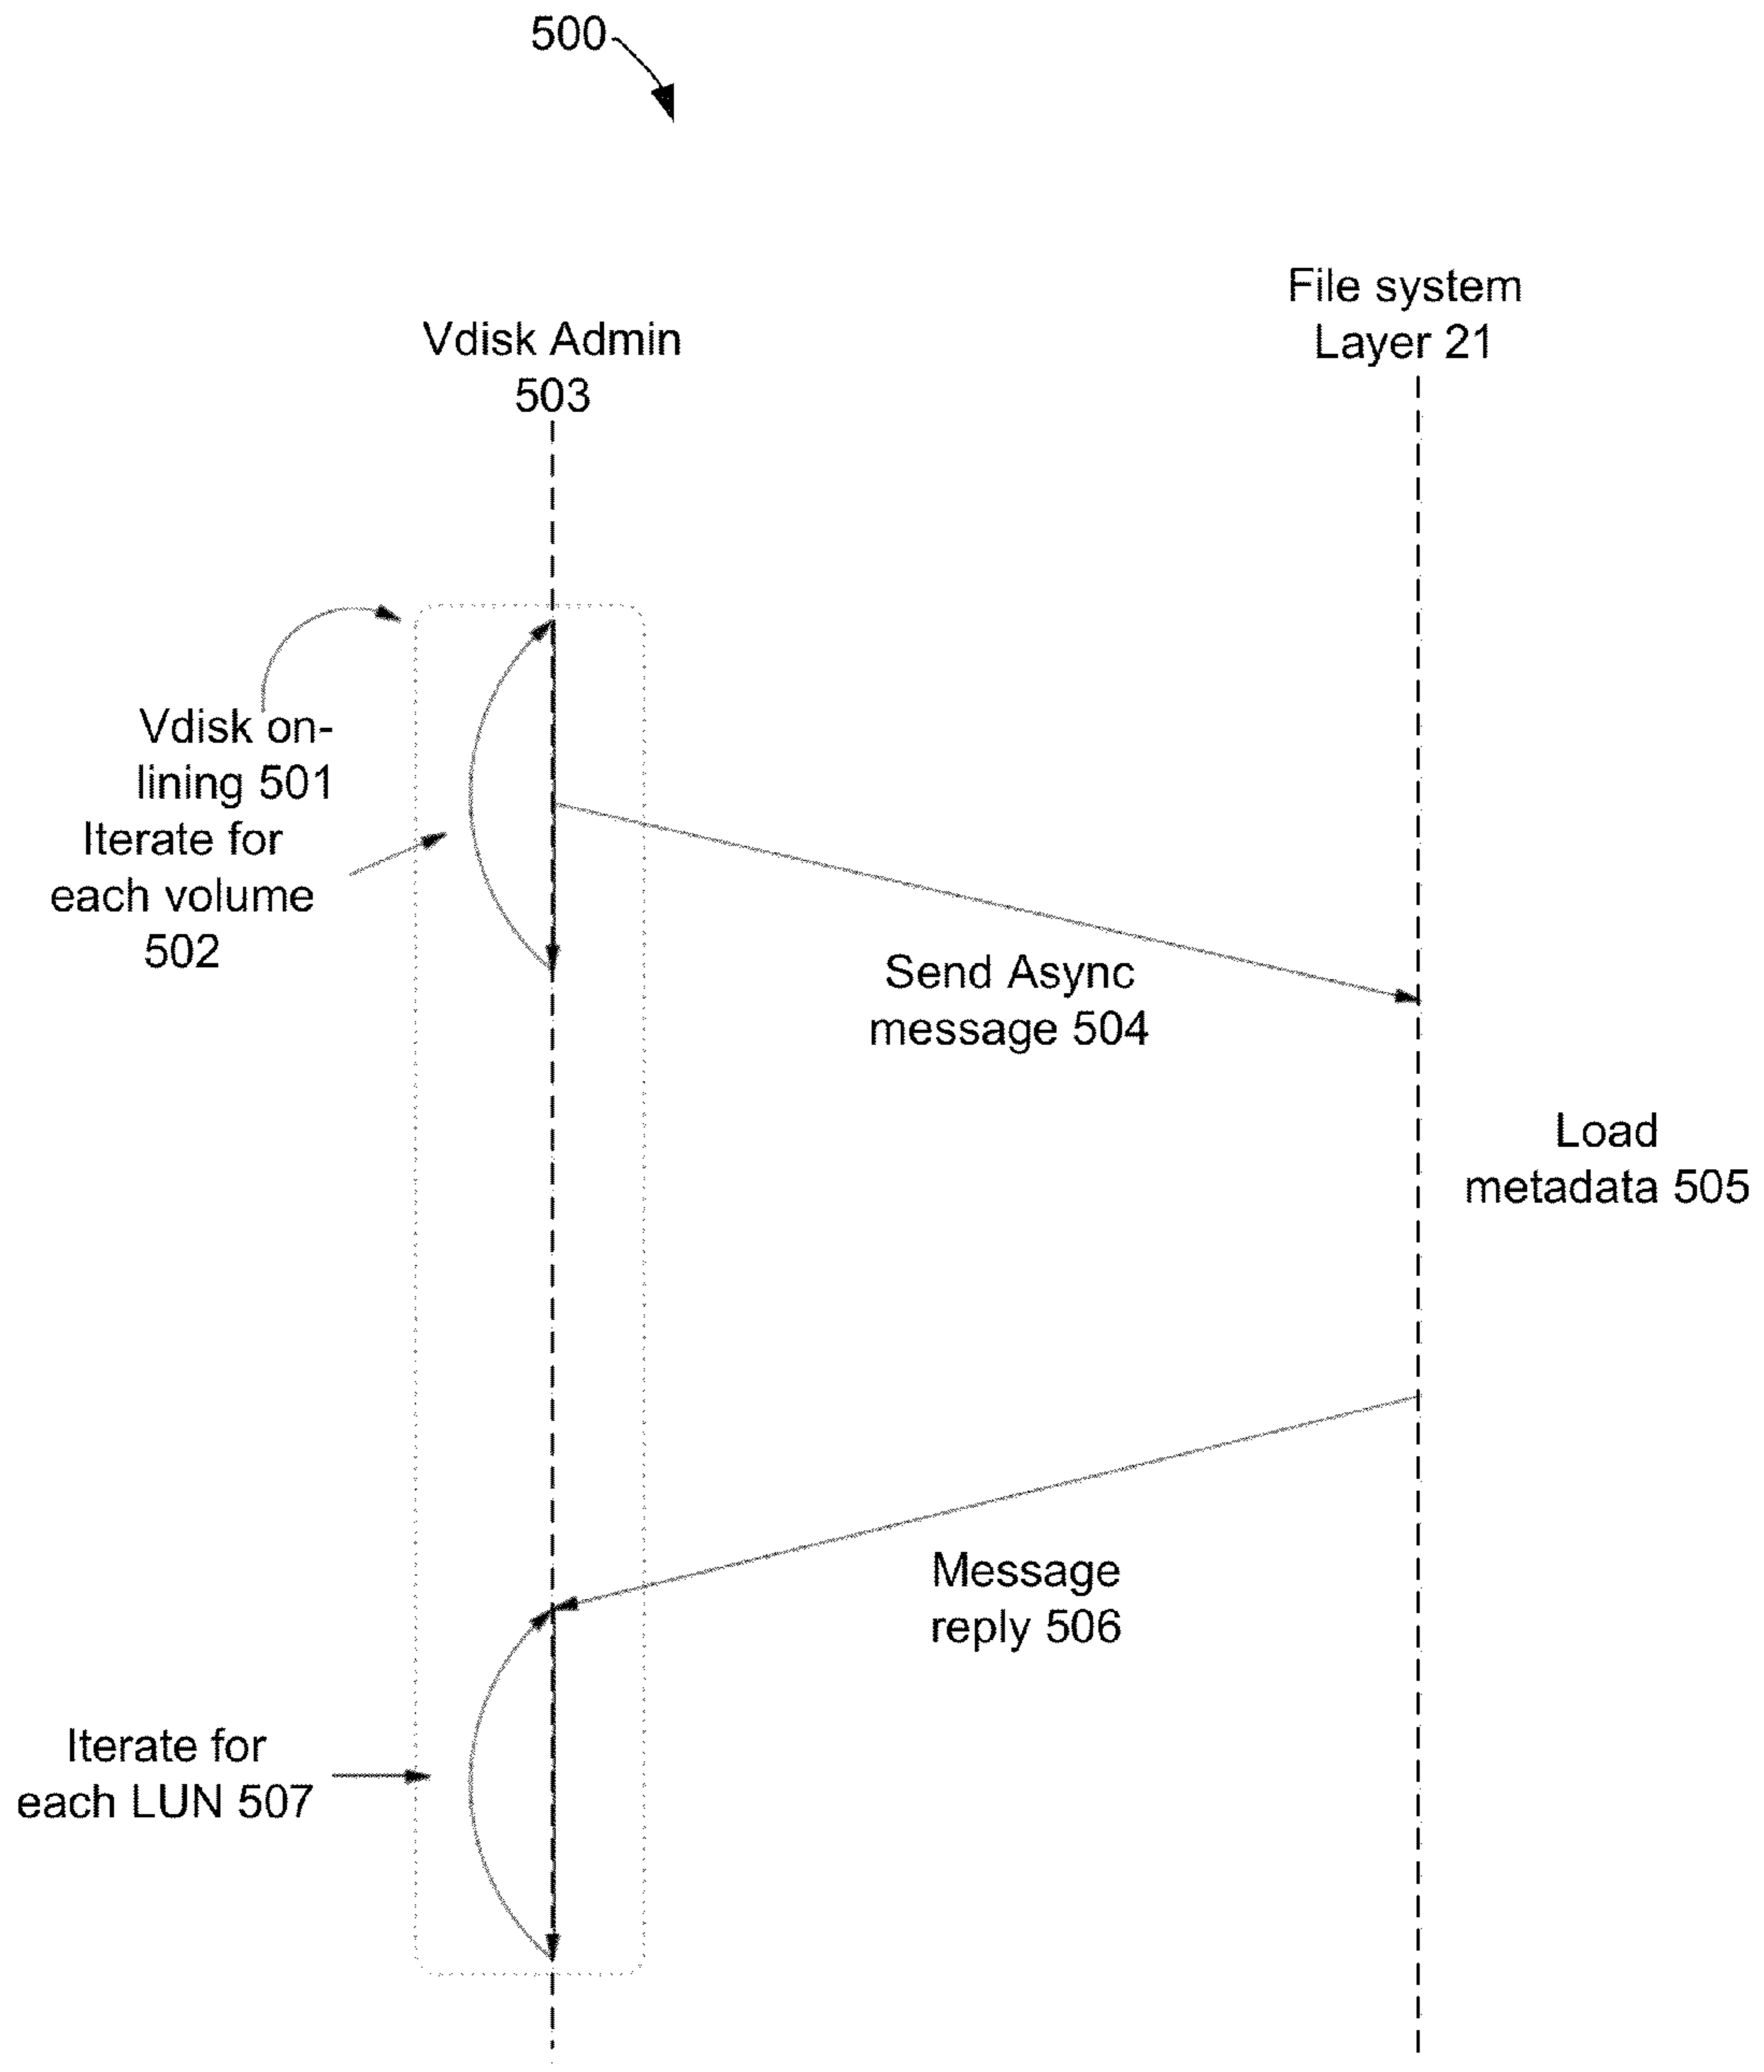 500
File system
Layer 21
Vdisk Admin
503
Vdisk on-
lining 501
Iterate for
each volume
502
Send Async
message 504
Load
metadata 505
Message
reply 506
Iterate for
each LUN 507